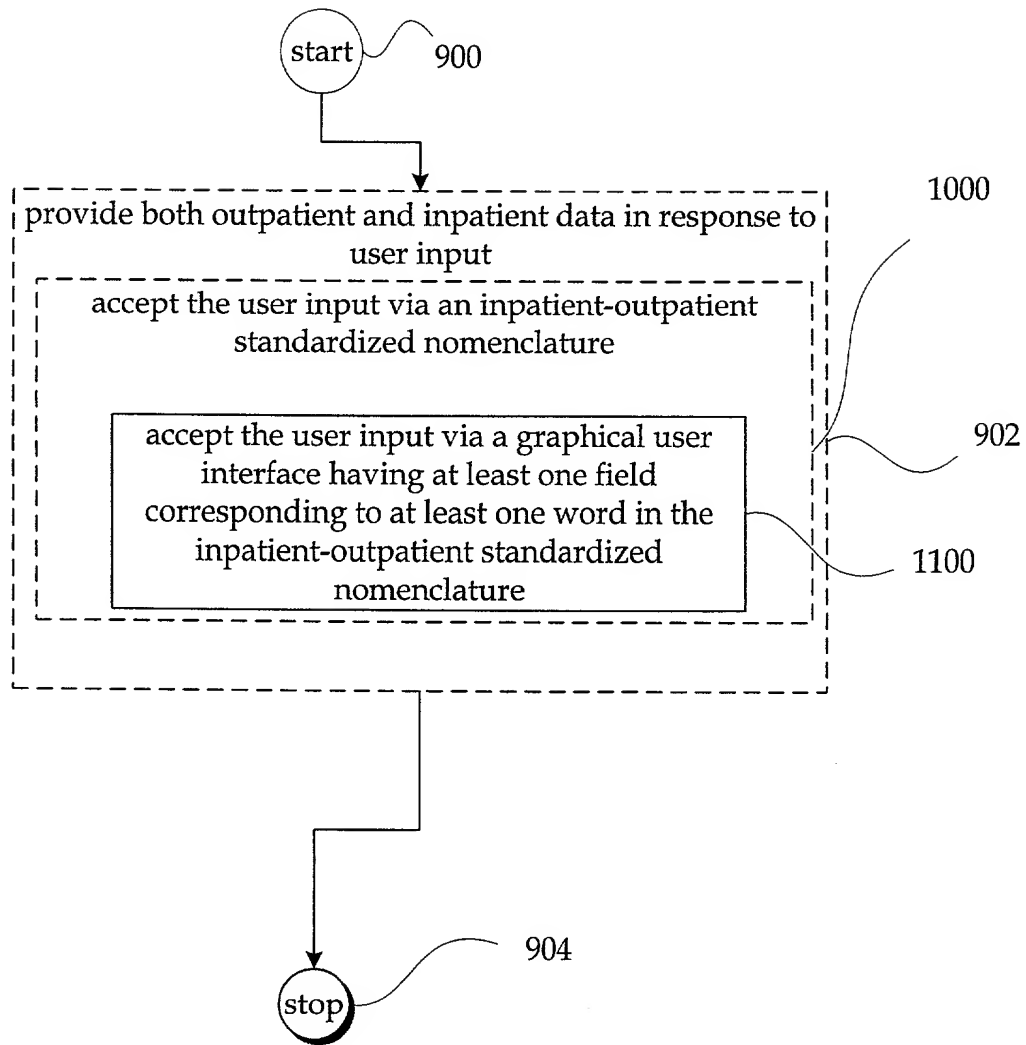 start
900
1000
provide both outpatient and inpatient data in response to
user input
accept the user input via an inpatient-outpatient
standardized nomenclature
902
accept the user input via a graphical user
interface having at least one field
corresponding to at least one word in the
inpatient-outpatient standardized
nomenclature
1100
904
stop